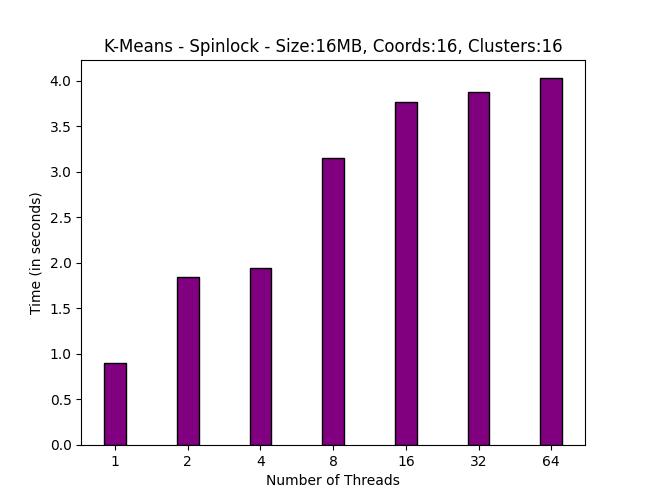 K-Means - Spinlock - Size:16MB, Coords:16, Clusters:16
4.0
3.5
3.0
2.5
2.0
1.5
1.0
0.5
0.0
Time (in seconds)
1 2 4 8 16 32 64
Number of Threads